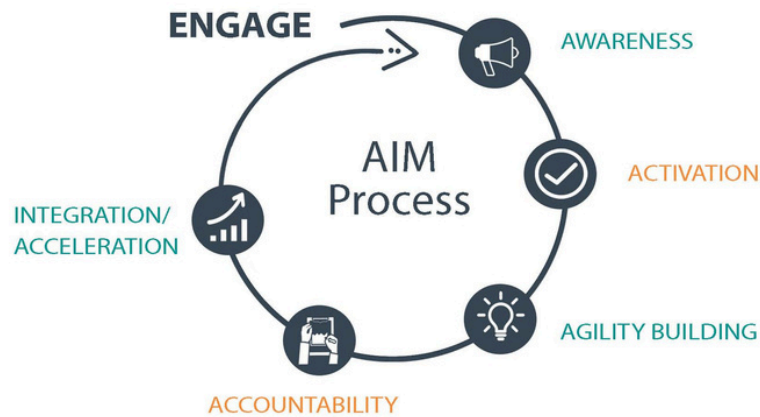 ENGAGE
AWARENESS
AIM
Process
ACTIVATION
INTEGRATION/
ACCELERATION
AGILITY BUILDING
ACCOUNTABILITY